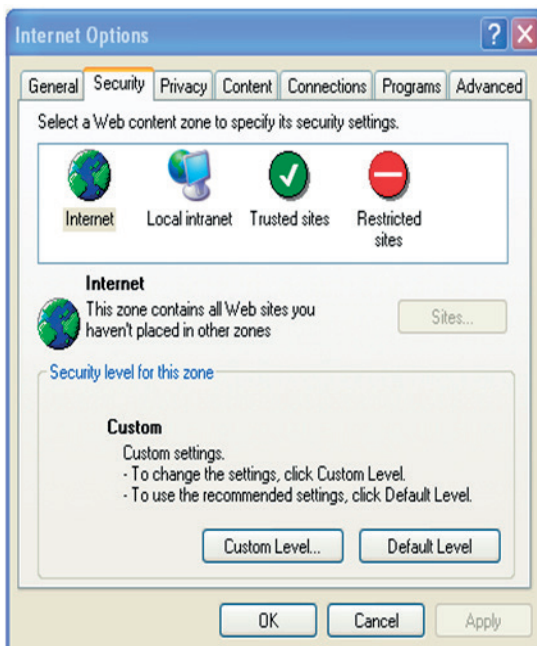 Internet Options
General Security Privacy Content Connections Programs Advanced
Select a Web content zone to specify its security settings.
Internet Local intranet Trusted sites Restricted
sites
Internet
This zone contains all Web sites you
haven't placed in other zones
Sites...
Security level for this zone
Custom
Custom settings.
- To change the settings, click Custom Level.
- To use the recommended settings, click Default Level.
Custom Level... Default Level
OK Cancel Apply